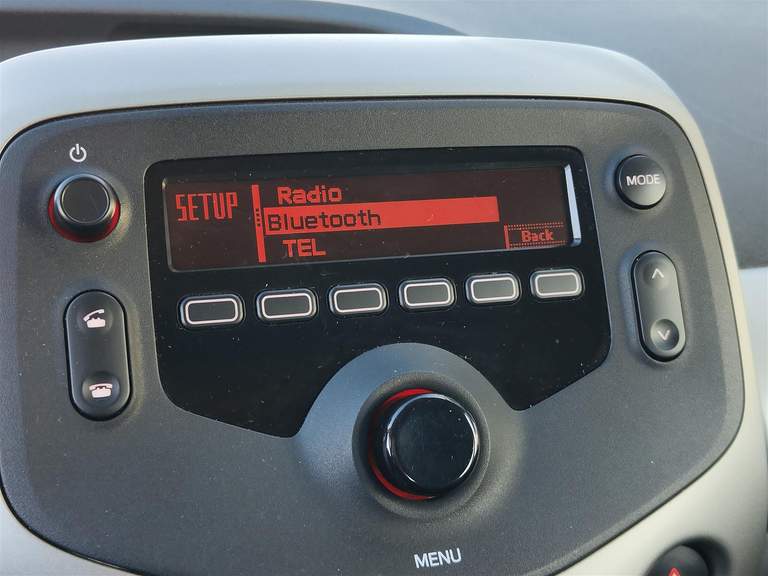 SETUP
Radio
Bluetooth
TEL
Back
MODE
MENU